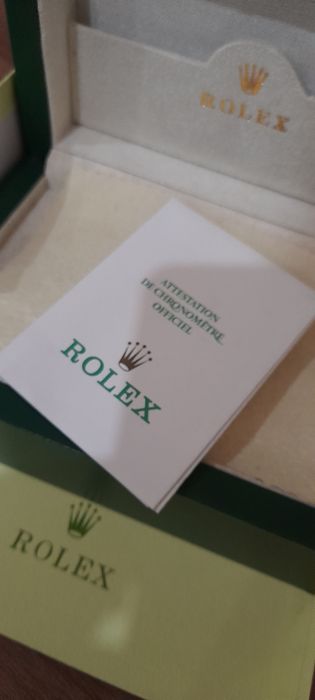 ROLEX
ATTESTATION
DE CHRONOMÈTRE
OFFICIEL
ROLEX
ROLEX